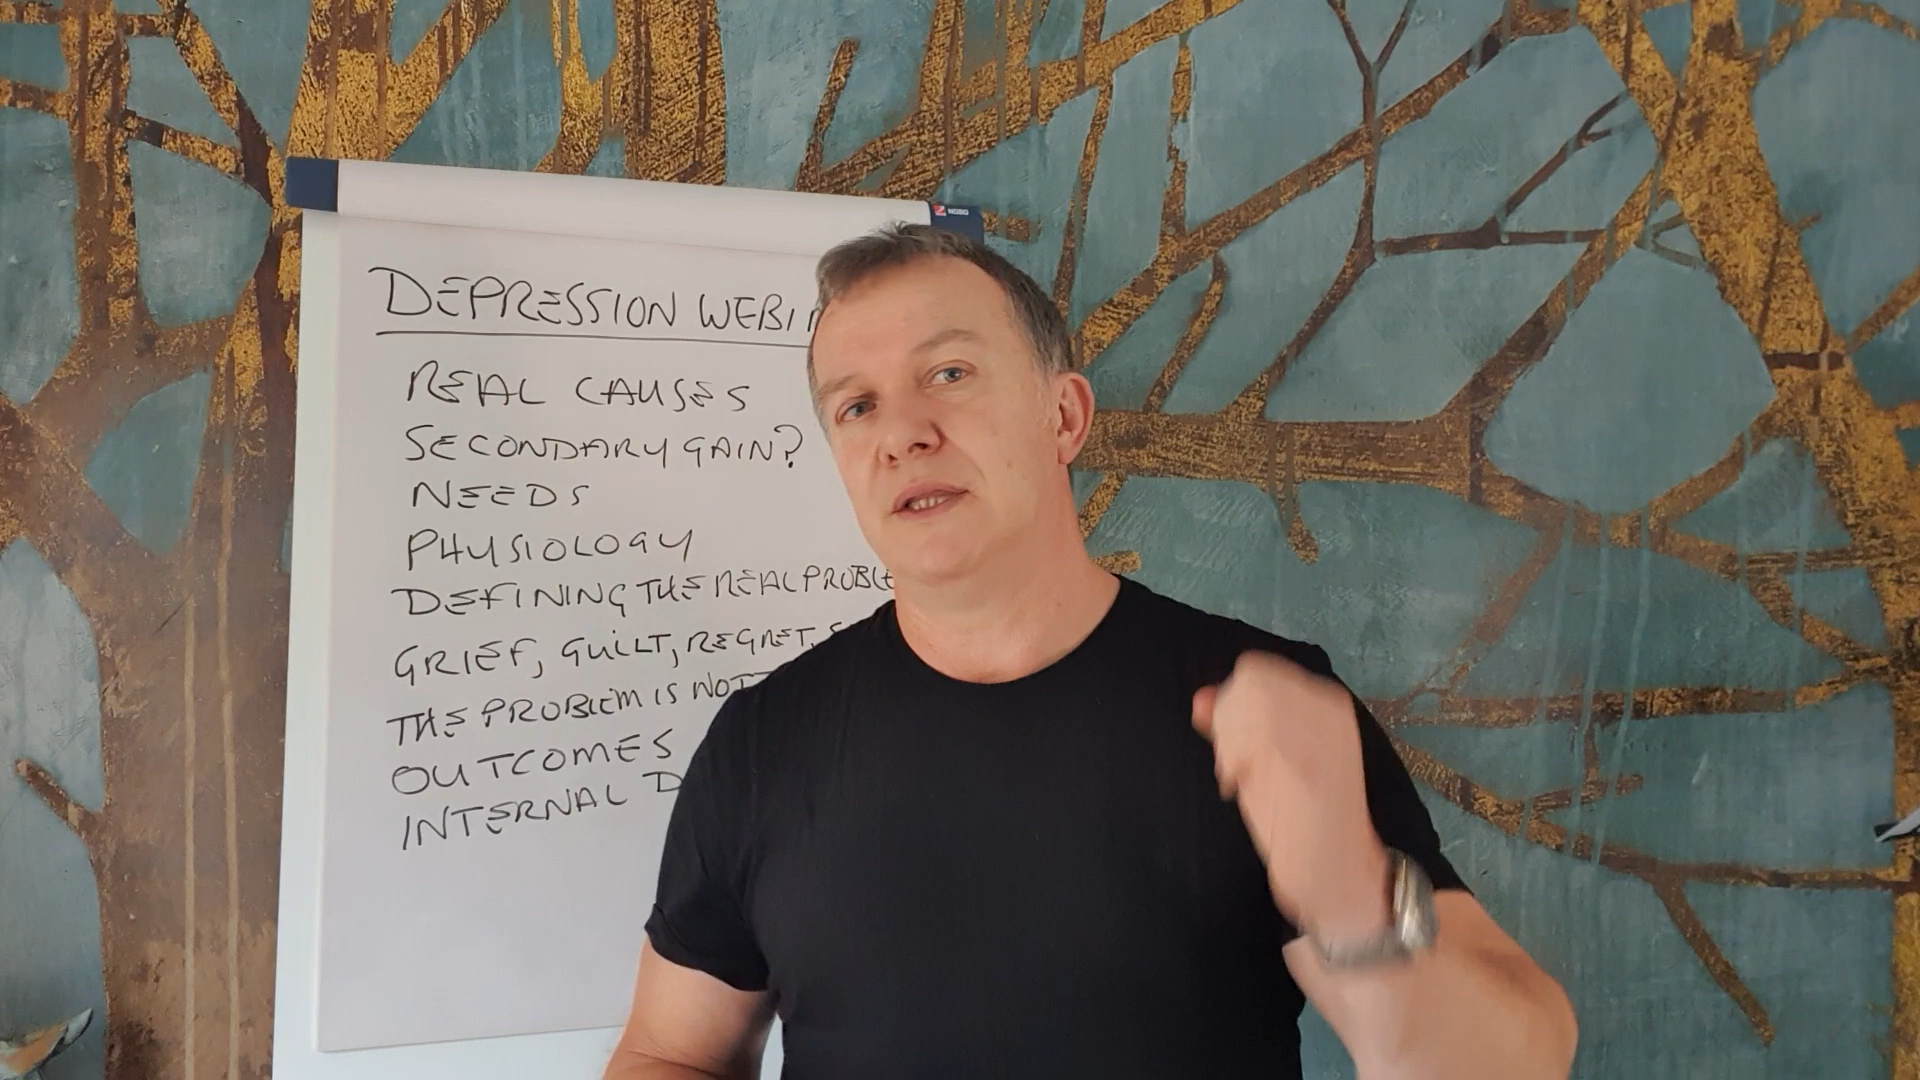 NOBO
DEPRESSION WEBI
REAL CAUSES
SECONDARY GAIN?
NEEDS
PHYSIOLOGY
DEFINING THE REAL PROBLE
GRIEF, GUILT, REGRET, S
THE PROBLEM IS NOT
OUTCOMES
INTERNAL D